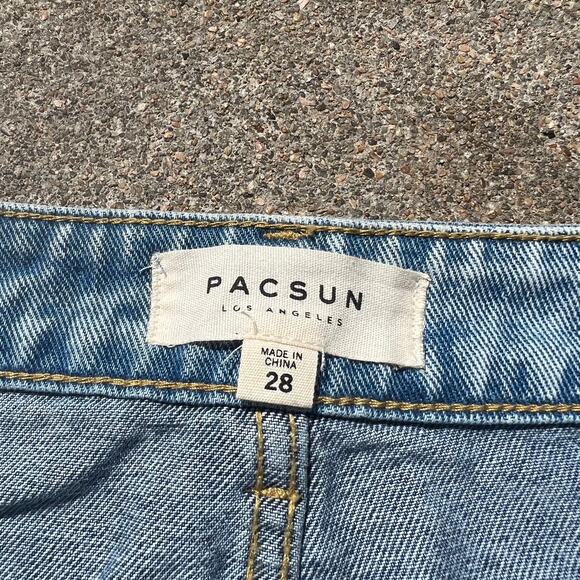 PACSUN
LOS ANGELES
MADE IN
CHINA
28